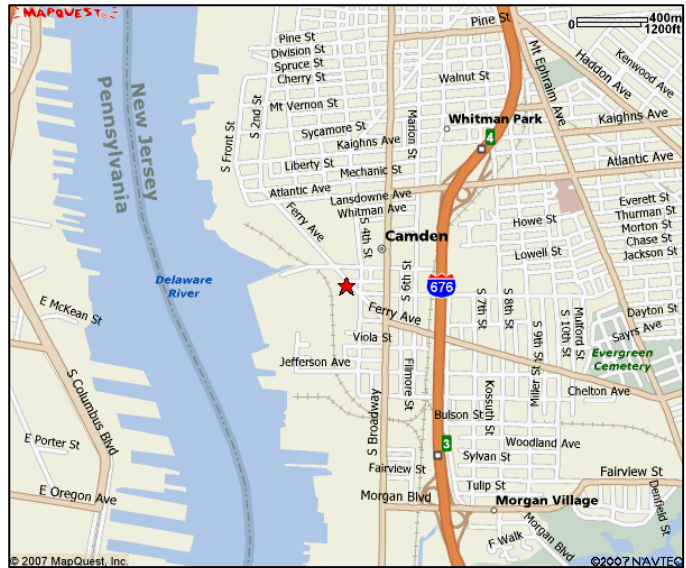 MAPQUEST
400m
1200ft
0
Pine St
Pine St
Division St
Spruce St
Cherry St
Walnut St
Mt Ephraim Ave
Haddon Ave
Kenwood Ave
Mt Vernon St
S 2nd St
S Front St
Sycamore St
Kaighns Ave
Marion St
Whitman Park
4
Kaighns Ave
Liberty St
Mechanic St
Atlantic Ave
Atlantic Ave
Lansdowne Ave
Whitman Ave
New Jersey
Pennsylvania
Everett St
Thurman St
Morton St
Chase St
Jackson St
Ferry Ave
S 4th St
Camden
Howe St
Lowell St
Delaware
River
S 6th St
676
S 7th St
S 8th St
E McKean St
Ferry Ave
S 9th St
S 10th St
Mulford St
Dayton St
Sayrs Ave
Viola St
Evergreen
Cemetery
Jefferson Ave
Filmore St
Kossuth St
Miller St
Chelton Ave
S Columbus Blvd
S Broadway
Bulson St
3
Woodland Ave
Sylvan St
E Porter St
Fairview St
Fairview St
Tulip St
E Oregon Ave
Morgan Blvd
Morgan Village
Denfield St
F Walk
Morgan Blvd
© 2007 MapQuest, Inc.
©2007 NAVTEQ